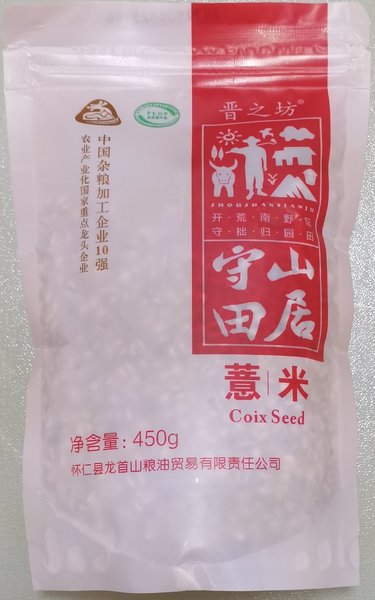 晋之坊®
PEOP
中国杂粮加工企业10强
农业产业化国家重点龙头企业
SHOUSHANTIANJU
开·荒·南·野·际
守·拙·归·园·田
山居
守田
薏米
Coix Seed
净含量：450g
怀仁县龙首山粮油贸易有限责任公司